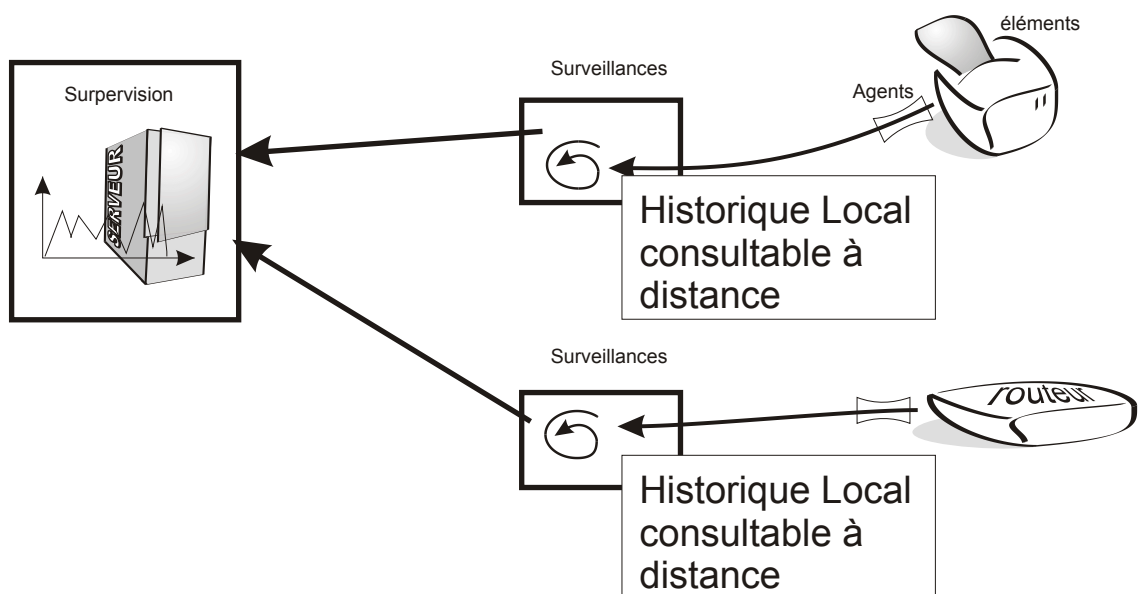 éléments
Surveillances
Surpervision
Agents
SERVEUR
Historique Local
consultable à
distance
Surveillances
routeur
Historique Local
consultable à
distance